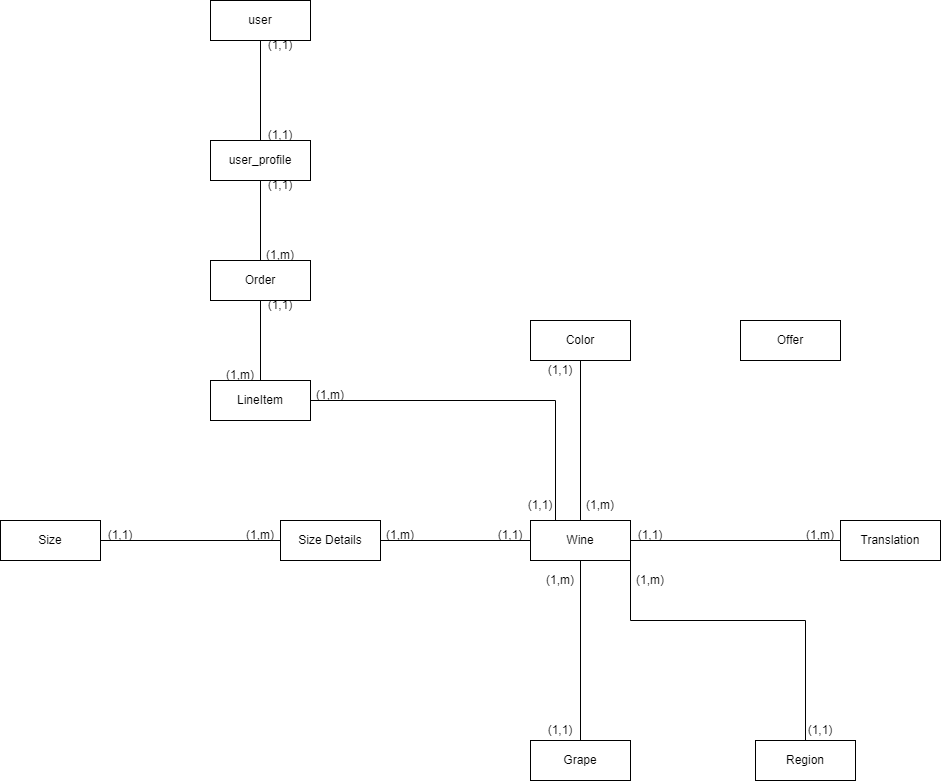 user
(1,1)
(1,1)
user_profile
(1,1)
(1,m)
Order
(1,1)
Color
Offer
(1,1)
(1,m)
LineItem
(1,m)
(1,1)
(1,m)
Size
(1,1)
(1,m)
Size Details
(1,m)
(1,1)
Wine
(1,1)
(1,m)
Translation
(1,m)
(1,m)
(1,1)
(1,1)
Grape
Region